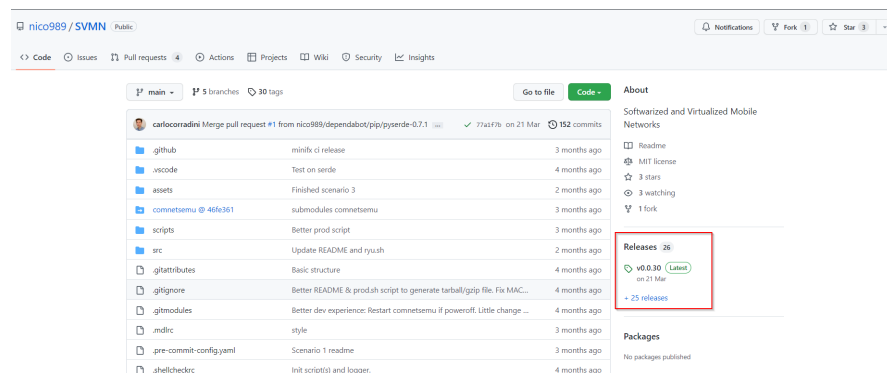 nico989 / SVMN Public
Notifications Fork 1 Star 3
Code Issues Pull requests 4 Actions Projects Wiki Security Insights
main 5 branches 30 tags Go to file Code
carlocorradini Merge pull request #1 from nico989/dependabot/pip/pyserde-0.7.1 ... 77a1f7b on 21 Mar 152 commits
.github minifx ci release 3 months ago
.vscode Test on serde 4 months ago
assets Finished scenario 3 2 months ago
comnetsemu @ 46fe361 submodules comnetsemu 3 months ago
scripts Better prod script 3 months ago
src Update README and ryu.sh 2 months ago
.gitattributes Basic structure 4 months ago
.gitignore Better README & prod.sh script to generate tarball/gzip file. Fix MAC... 4 months ago
.gitmodules Better dev experience: Restart comnetsemu if poweroff. Little change ... 4 months ago
.mdlrc style 3 months ago
.pre-commit-config.yaml Scenario 1 readme 3 months ago
.shellcheckrc Init script(s) and logger. 4 months ago
About
Softwarized and Virtualized Mobile
Networks
Readme
MIT license
3 stars
3 watching
1 fork
Releases 26
v0.0.30 Latest
on 21 Mar
+ 25 releases
Packages
No packages published